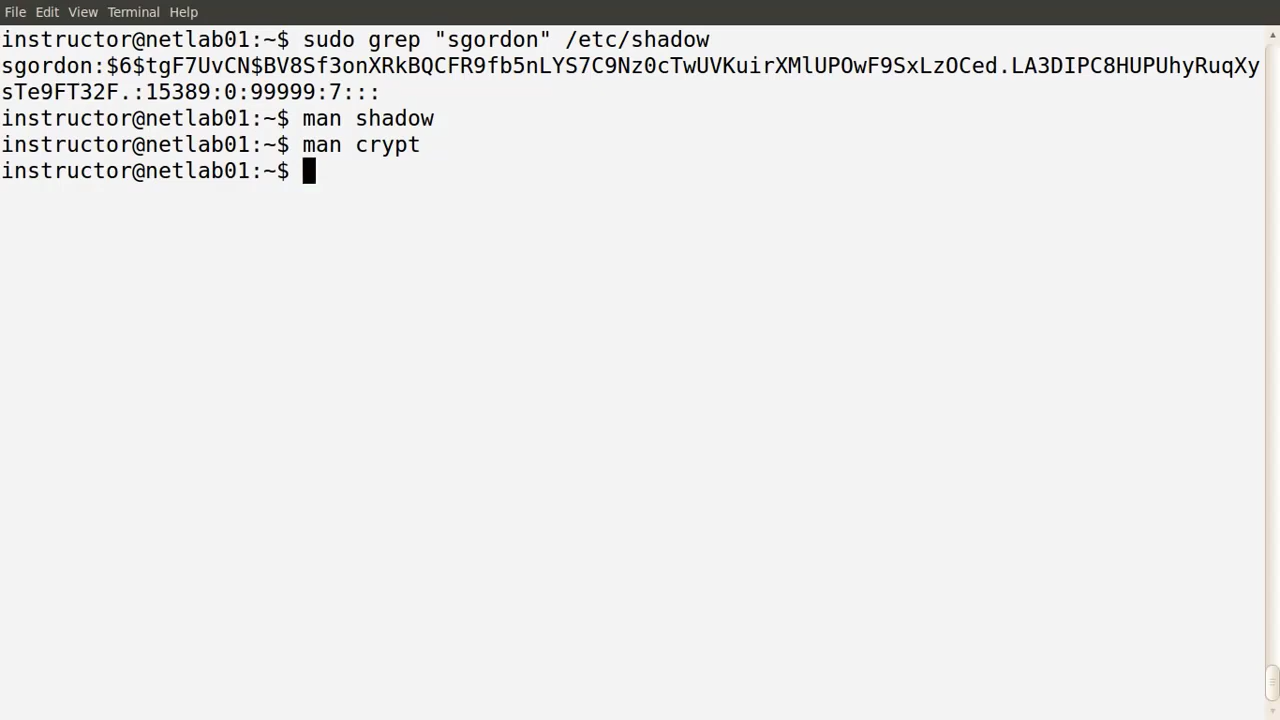 File Edit View Terminal Help
instructor@netlab01:~$ sudo grep "sgordon" /etc/shadow
sgordon:$6$tgF7UvCN$BV8Sf3onXRkBQCFR9fb5nLYS7C9Nz0cTwUVKuirXMlUPOwF9SxLzOCed.LA3DIPC8HUPUhyRuqXy
sTe9FT32F.:15389:0:99999:7:::
instructor@netlab01:~$ man shadow
instructor@netlab01:~$ man crypt
instructor@netlab01:~$